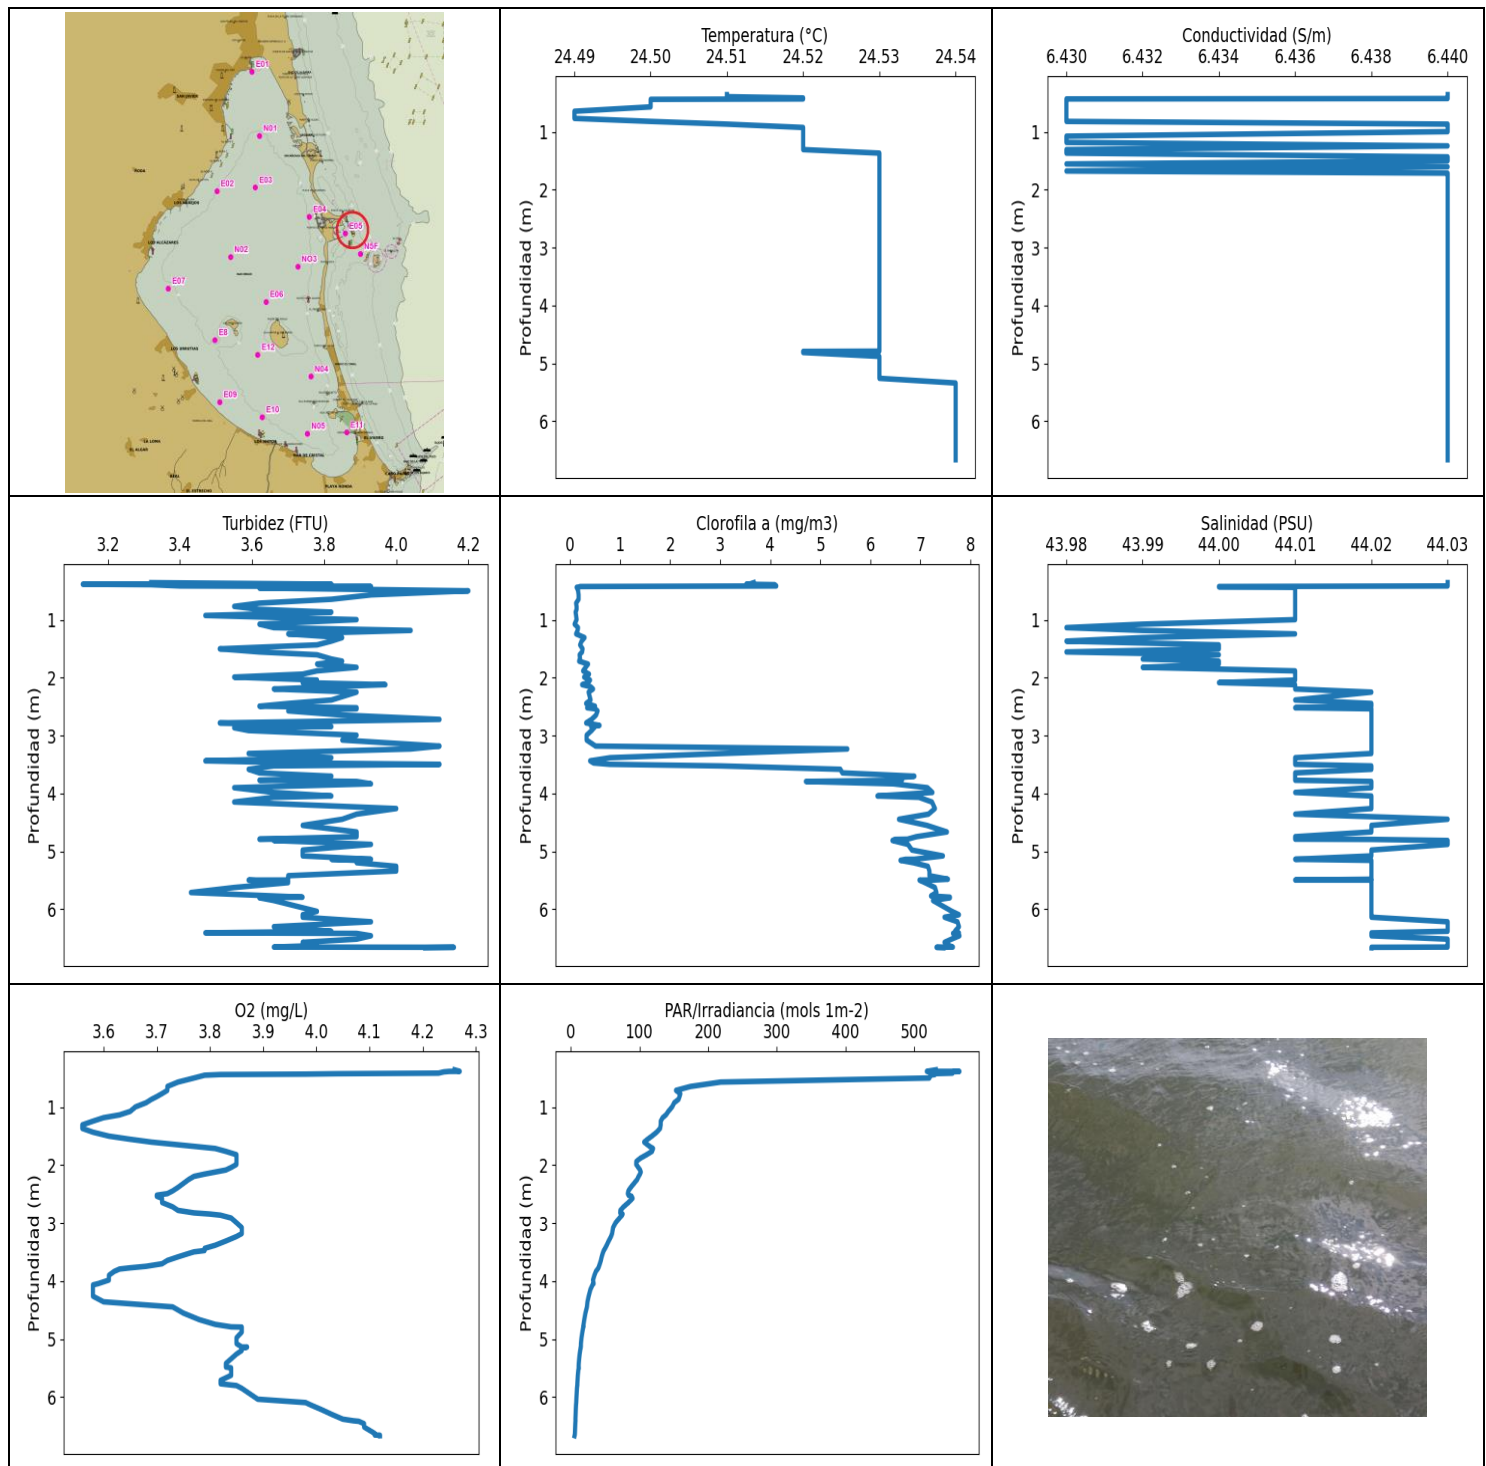 E01
N01
E03
E02
E04
E05
N5F
N02
NO3
E07
E06
E8
E12
N04
E09
E10
N05
E11
Temperatura (°C)
24.49 24.50 24.51 24.52 24.53 24.54
Profundidad (m)
1
2
3
4
5
6
Conductividad (S/m)
6.430 6.432 6.434 6.436 6.438 6.440
Profundidad (m)
1
2
3
4
5
6
Turbidez (FTU)
3.2 3.4 3.6 3.8 4.0 4.2
Profundidad (m)
1
2
3
4
5
6
Clorofila a (mg/m3)
0 1 2 3 4 5 6 7 8
Profundidad (m)
1
2
3
4
5
6
Salinidad (PSU)
43.98 43.99 44.00 44.01 44.02 44.03
Profundidad (m)
1
2
3
4
5
6
O2 (mg/L)
3.6 3.7 3.8 3.9 4.0 4.1 4.2 4.3
Profundidad (m)
1
2
3
4
5
6
PAR/Irradiancia (mols 1m-2)
0 100 200 300 400 500
Profundidad (m)
1
2
3
4
5
6